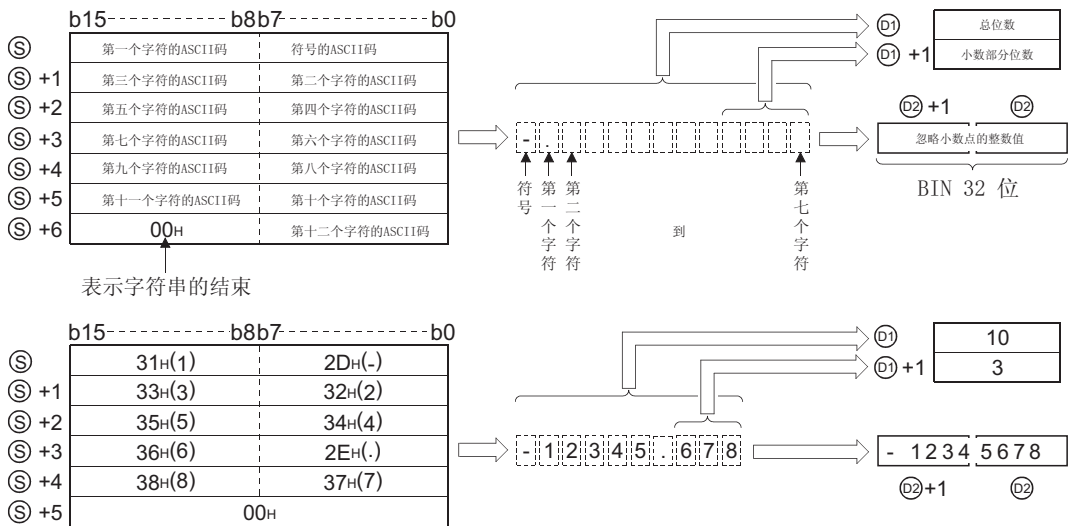 b15 b8b7 b0
Ⓢ 第一个字符的ASCII码 符号的ASCII码
Ⓢ +1 第三个字符的ASCII码 第二个字符的ASCII码
Ⓢ +2 第五个字符的ASCII码 第四个字符的ASCII码
Ⓢ +3 第七个字符的ASCII码 第六个字符的ASCII码
Ⓢ +4 第九个字符的ASCII码 第八个字符的ASCII码
Ⓢ +5 第十一个字符的ASCII码 第十个字符的ASCII码
Ⓢ +6 00H 第十二个字符的ASCII码
表示字符串的结束
- .
符号
第一个字符
第二个字符
到
第七个字符
D1 总位数
D1 +1 小数部分位数
D2 +1 D2
忽略小数点的整数值
BIN 32 位
b15 b8b7 b0
Ⓢ 31H(1) 2DH(-)
Ⓢ +1 33H(3) 32H(2)
Ⓢ +2 35H(5) 34H(4)
Ⓢ +3 36H(6) 2EH(.)
Ⓢ +4 38H(8) 37H(7)
Ⓢ +5 00H
- 1 2 3 4 5 . 6 7 8
D1 10
D1 +1 3
- 1234 5678
D2 +1 D2